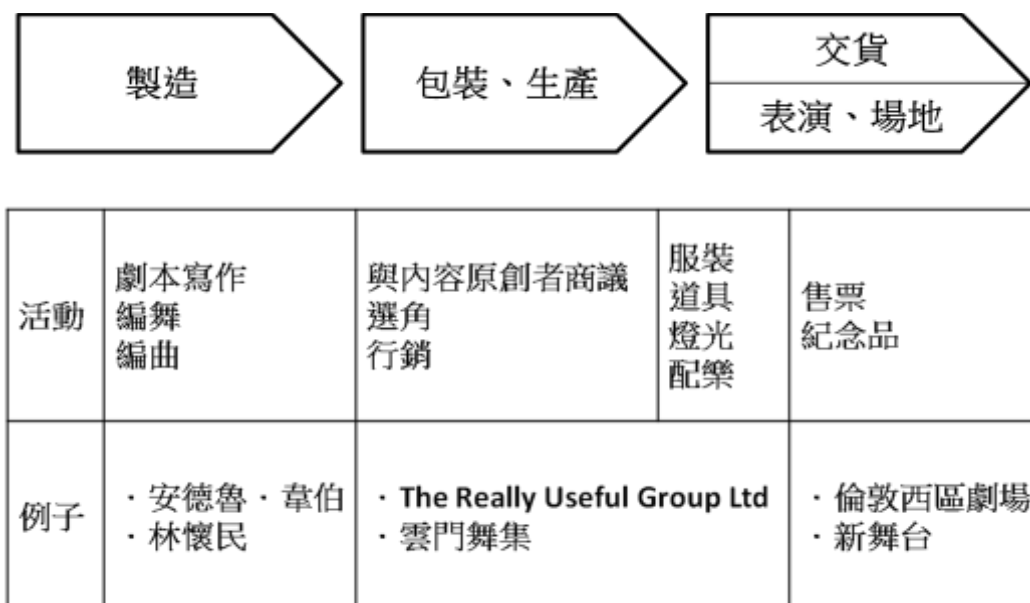 製造
包裝、生產
交貨
表演、場地
活動
劇本寫作
編舞
編曲
與內容原創者商議
選角
行銷
服裝
道具
燈光
配樂
售票
紀念品
例子
．安德魯．韋伯
．林懷民
．The Really Useful Group Ltd
．雲門舞集
．倫敦西區劇場
．新舞台